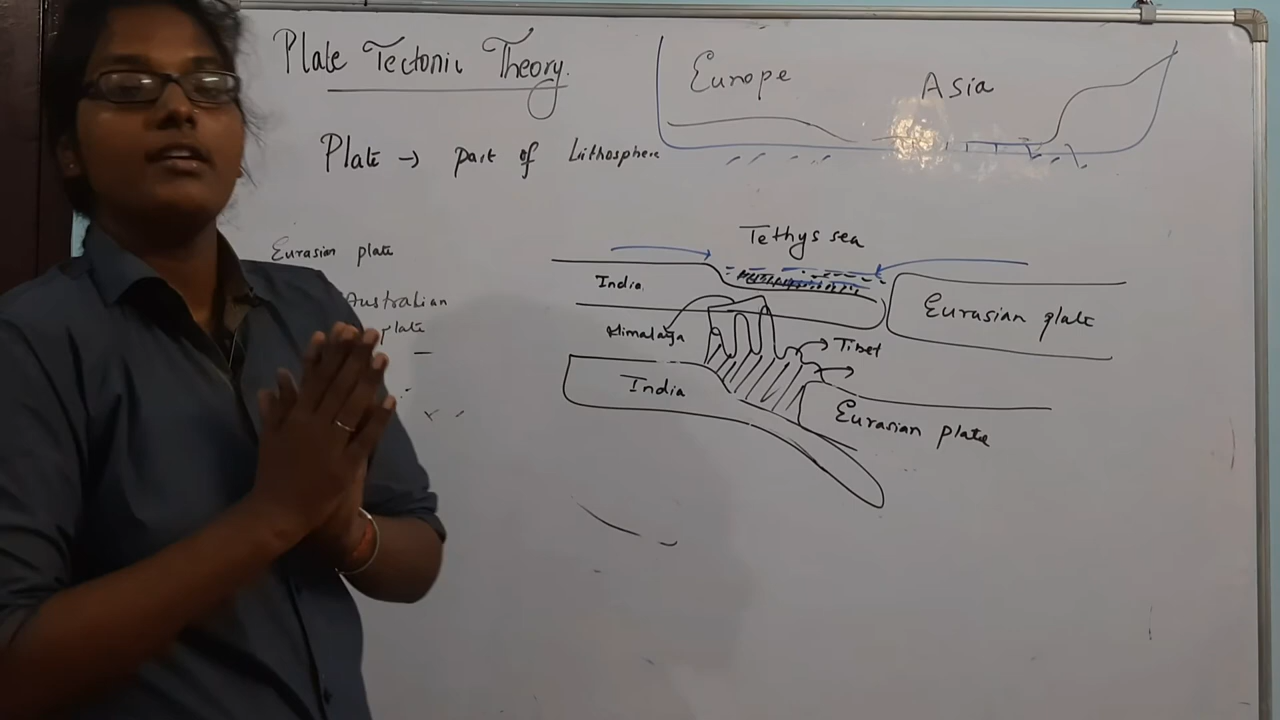 Plate Tectonic Theory.
Europe Asia
Plate → part of Lithosphere
Eurasian plate
Tethys sea
India
Australian
plate
Eurasian plate
Himalaya
Tibet
India
Eurasian plate